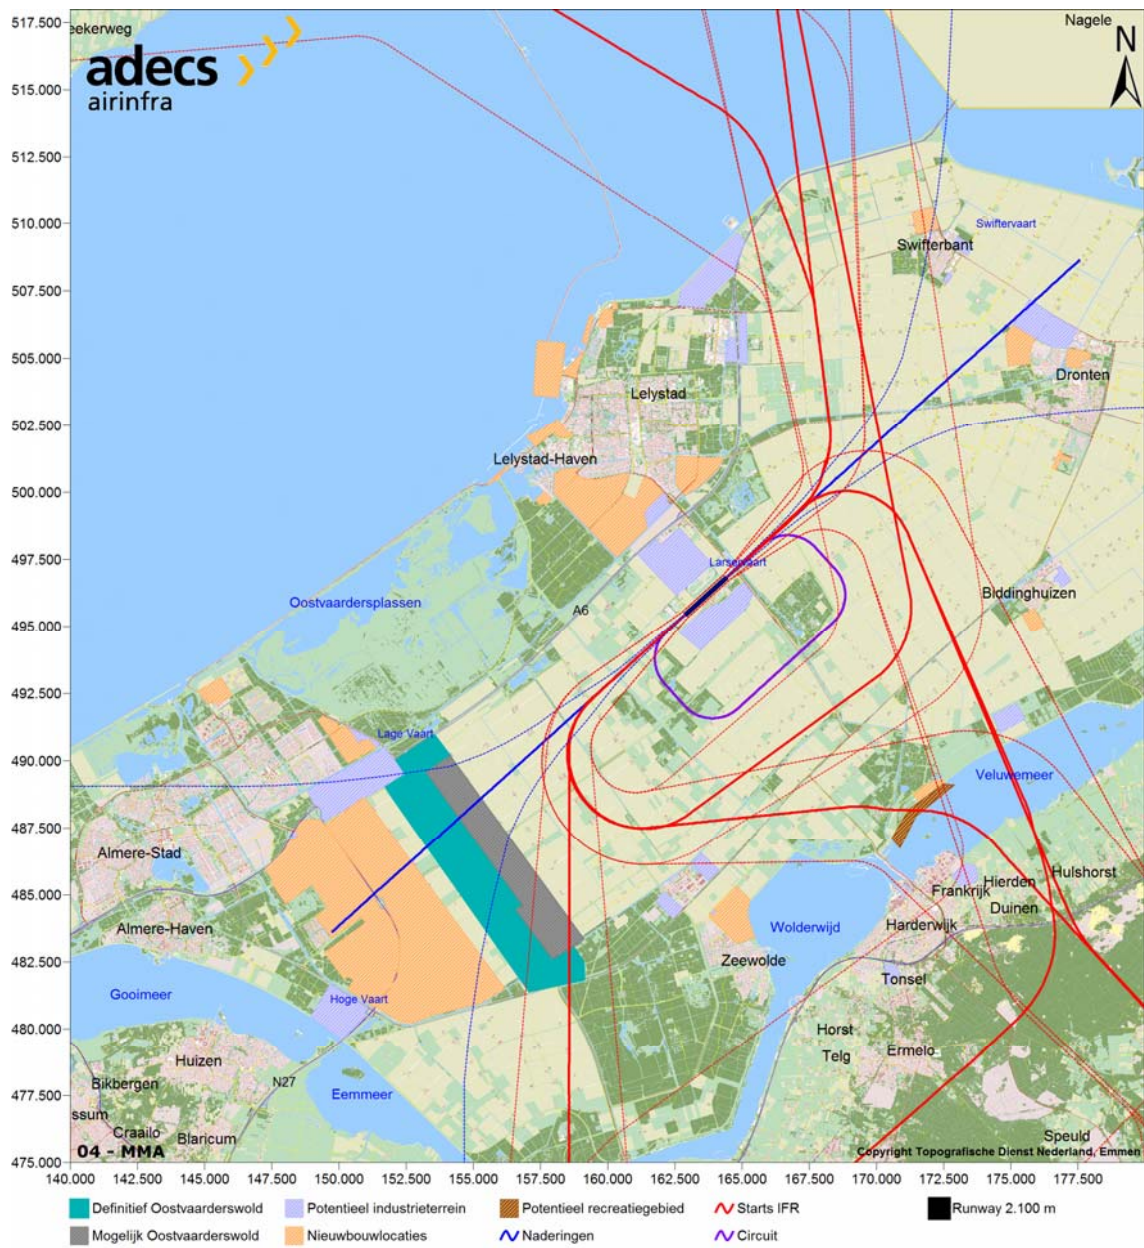 517.500
eekerweg
Nagele
N
adecs
airinfra
515.000
512.500
510.000
Swiftervaart
Swifterbant
507.500
505.000
Dronten
Lelystad
502.500
Lelystad-Haven
500.000
497.500
Larservaart
Biddinghuizen
Oostvaardersplassen
A6
495.000
492.500
Lage Vaart
490.000
Veluwemeer
487.500
Almere-Stad
Hulshorst
Hierden
Frankrijk
485.000
Duinen
Almere-Haven
Wolderwijd
Harderwijk
482.500
Zeewolde
Tonsel
Gooimeer
Hoge Vaart
480.000
Horst
Huizen
Ermelo
Telg
477.500
Bikbergen
N27
Eemmeer
ssum
Craailo
Blaricum
Speuld
04 - MMA
Copyright Topografische Dienst Nederland, Emmen
475.000
140.000 142.500 145.000 147.500 150.000 152.500 155.000 157.500 160.000 162.500 165.000 167.500 170.000 172.500 175.000 177.500
Definitief Oostvaarderswold
Potentieel industrieterrein
Potentieel recreatiegebied
Starts IFR
Runway 2.100 m
Mogelijk Oostvaarderswold
Nieuwbouwlocaties
Naderingen
Circuit